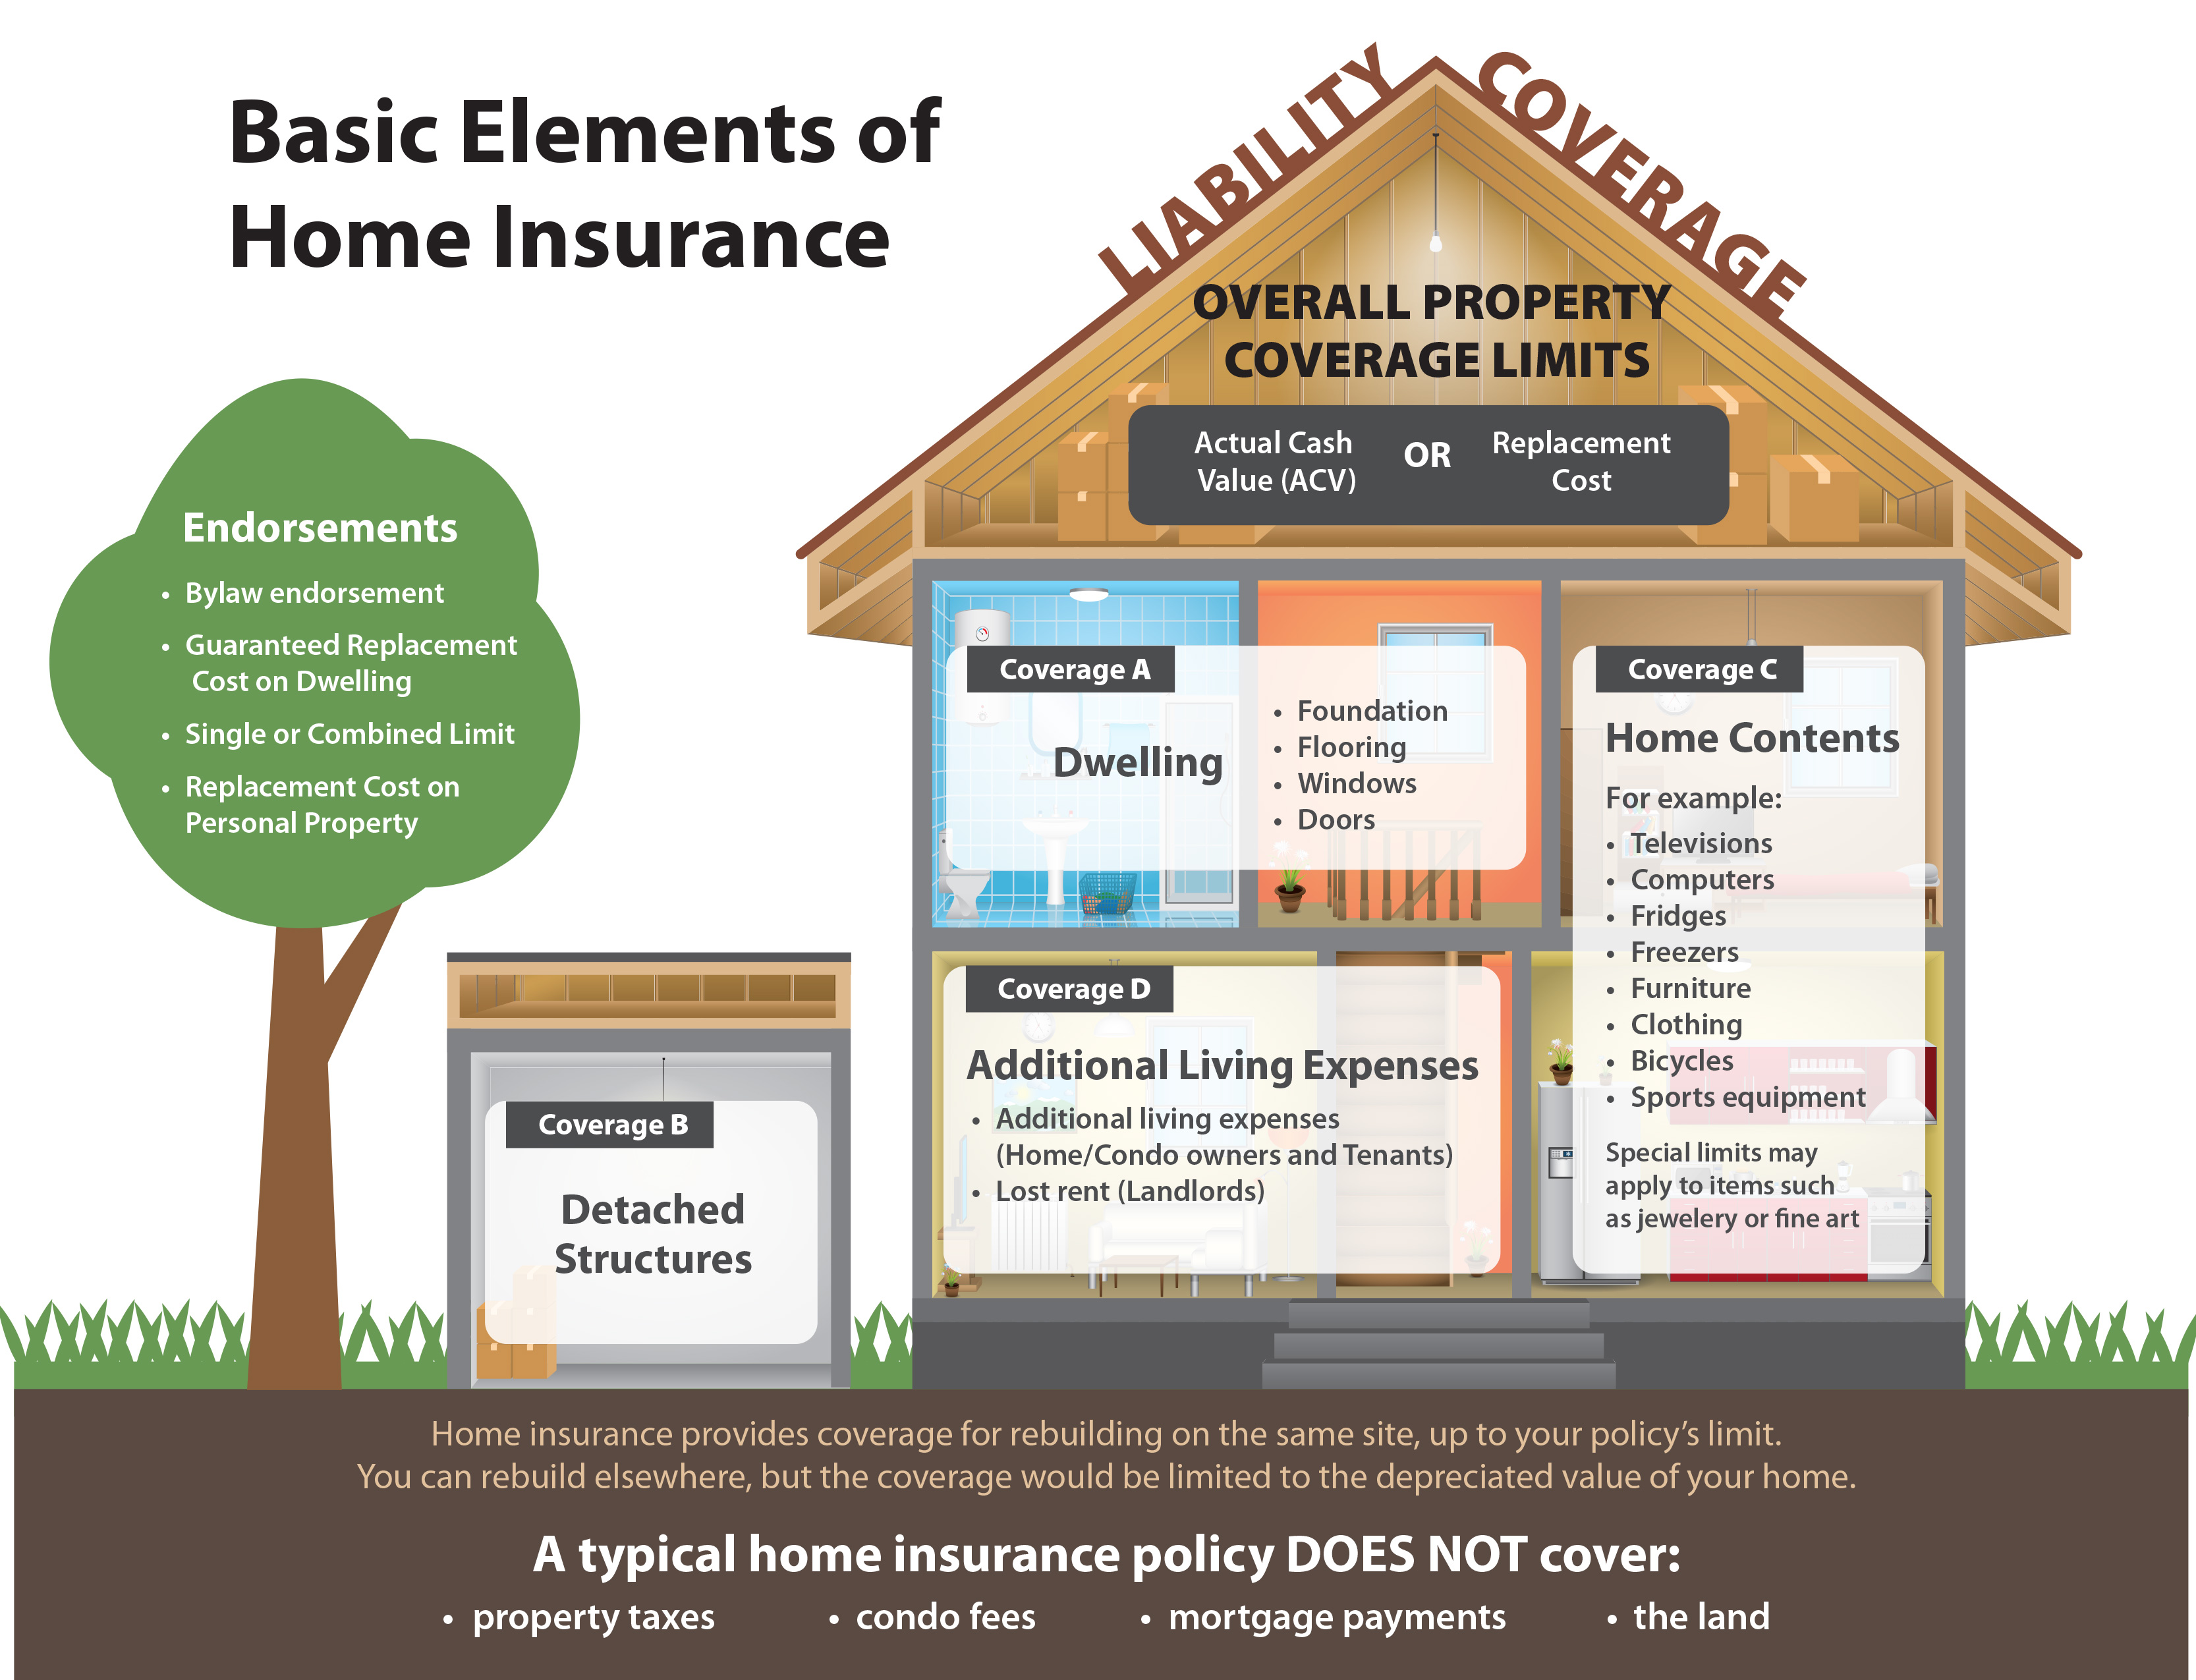 Basic Elements of
Home Insurance
LIABILITY COVERAGE
OVERALL PROPERTY
COVERAGE LIMITS
Actual Cash
Value (ACV)
OR
Replacement
Cost
Endorsements
• Bylaw endorsement
• Guaranteed Replacement
Cost on Dwelling
• Single or Combined Limit
• Replacement Cost on
Personal Property
Coverage A
Dwelling
• Foundation
• Flooring
• Windows
• Doors
Coverage C
Home Contents
For example:
• Televisions
• Computers
• Fridges
• Freezers
• Furniture
• Clothing
• Bicycles
• Sports equipment
Special limits may
apply to items such
as jewelery or fine art
Coverage D
Additional Living Expenses
• Additional living expenses
(Home/Condo owners and Tenants)
• Lost rent (Landlords)
Coverage B
Detached
Structures
Home insurance provides coverage for rebuilding on the same site, up to your policy’s limit.
You can rebuild elsewhere, but the coverage would be limited to the depreciated value of your home.
A typical home insurance policy DOES NOT cover:
• property taxes • condo fees • mortgage payments • the land